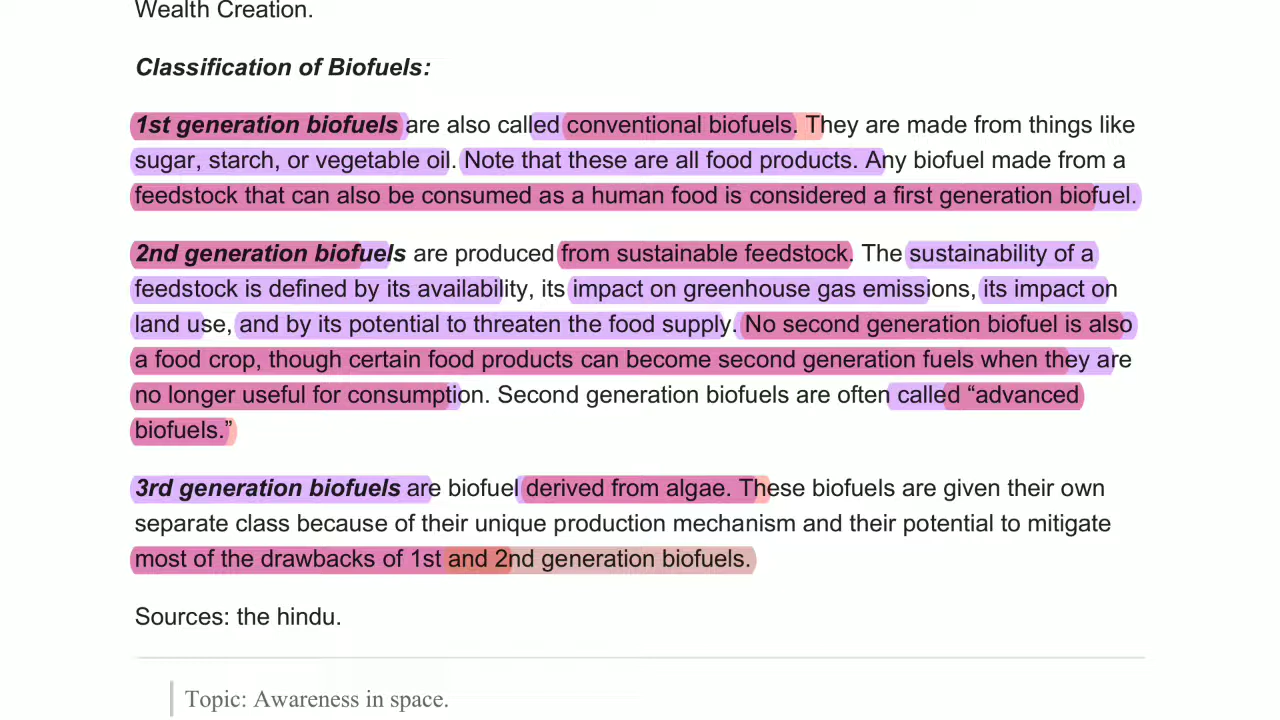 Wealth Creation.
Classification of Biofuels:
1st generation biofuels are also called conventional biofuels. They are made from things like
sugar, starch, or vegetable oil. Note that these are all food products. Any biofuel made from a
feedstock that can also be consumed as a human food is considered a first generation biofuel.
2nd generation biofuels are produced from sustainable feedstock. The sustainability of a
feedstock is defined by its availability, its impact on greenhouse gas emissions, its impact on
land use, and by its potential to threaten the food supply. No second generation biofuel is also
a food crop, though certain food products can become second generation fuels when they are
no longer useful for consumption. Second generation biofuels are often called “advanced
biofuels.”
3rd generation biofuels are biofuel derived from algae. These biofuels are given their own
separate class because of their unique production mechanism and their potential to mitigate
most of the drawbacks of 1st and 2nd generation biofuels.
Sources: the hindu.
Topic: Awareness in space.